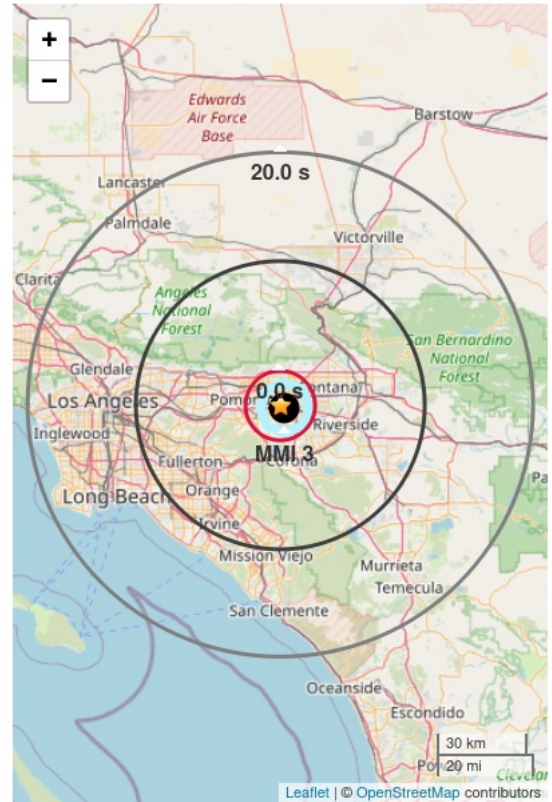 +
−
Edwards
Air Force
Base
Barstow
20.0 s
Lancaster
Palmdale
Victorville
Clarita
Angeles
National
Forest
San Bernardino
National
Forest
Glendale
0.0 s
Los Angeles
Riverside
Inglewood
MMI 3
Fullerton
Corona
Orange
Long Beach
Irvine
Mission Viejo
Murrieta
Temecula
San Clemente
Oceanside
Escondido
30 km
20 mi
Leaflet | © OpenStreetMap contributors